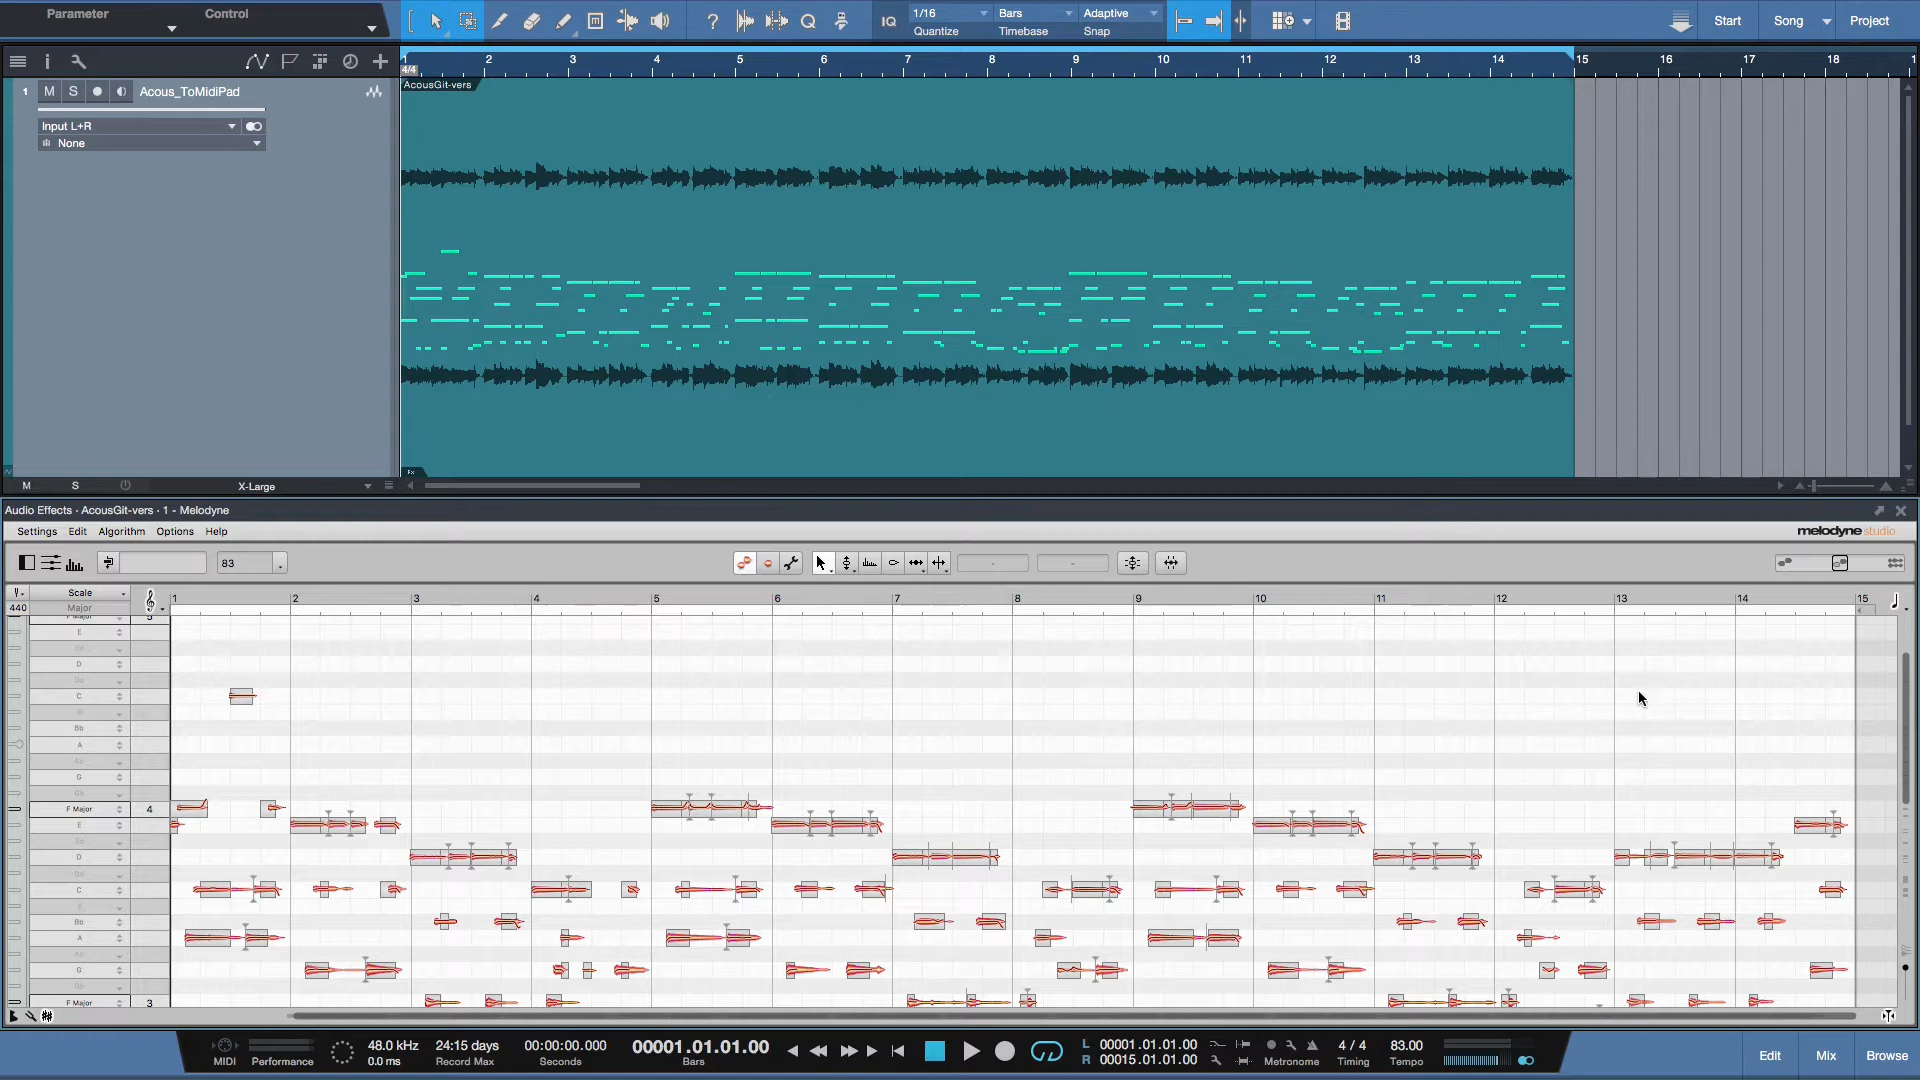 Parameter
Control
IQ
1/16
Quantize
Bars
Timebase
Adaptive
Snap
Start
Song
Project
2 3 4 5 6 7 8 9 10 11 12 13 14 15 16 17 18
4/4
1 M S Acous_ToMidiPad
AcousGit-vers
Input L+R
None
M S X-Large
Audio Effects - AcousGit-vers - 1 - Melodyne
Settings Edit Algorithm Options Help
melodyne studio
83
Scale
440 Major
1 2 3 4 5 6 7 8 9 10 11 12 13 14 15
F Major 5
E
D
C
Bb
A
G
F Major 4
E
D
C
Bb
A
G
F Major 3
MIDI
Performance
48.0 kHz
0.0 ms
24:15 days
Record Max
00:00:00.000
Seconds
00001.01.01.00
Bars
L 00001.01.01.00
R 00015.01.01.00
Metronome
4 / 4
Timing
83.00
Tempo
Edit
Mix
Browse